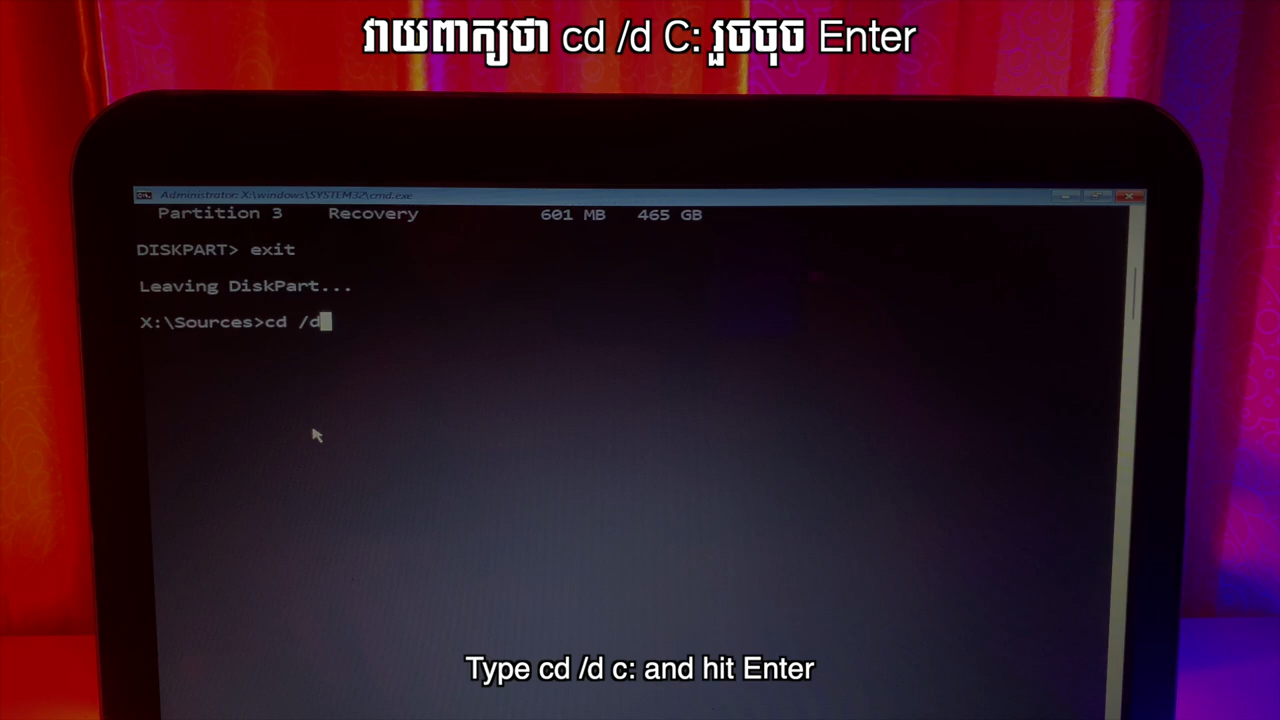 វាយពាក្យថា cd /d C: រួចចុច Enter
Administrator: X:\windows\SYSTEM32\cmd.exe
Partition 3 Recovery 601 MB 465 GB
DISKPART> exit
Leaving DiskPart...
X:\Sources>cd /d
Type cd /d c: and hit Enter